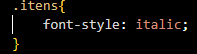 .itens{
    font-style: italic;
}